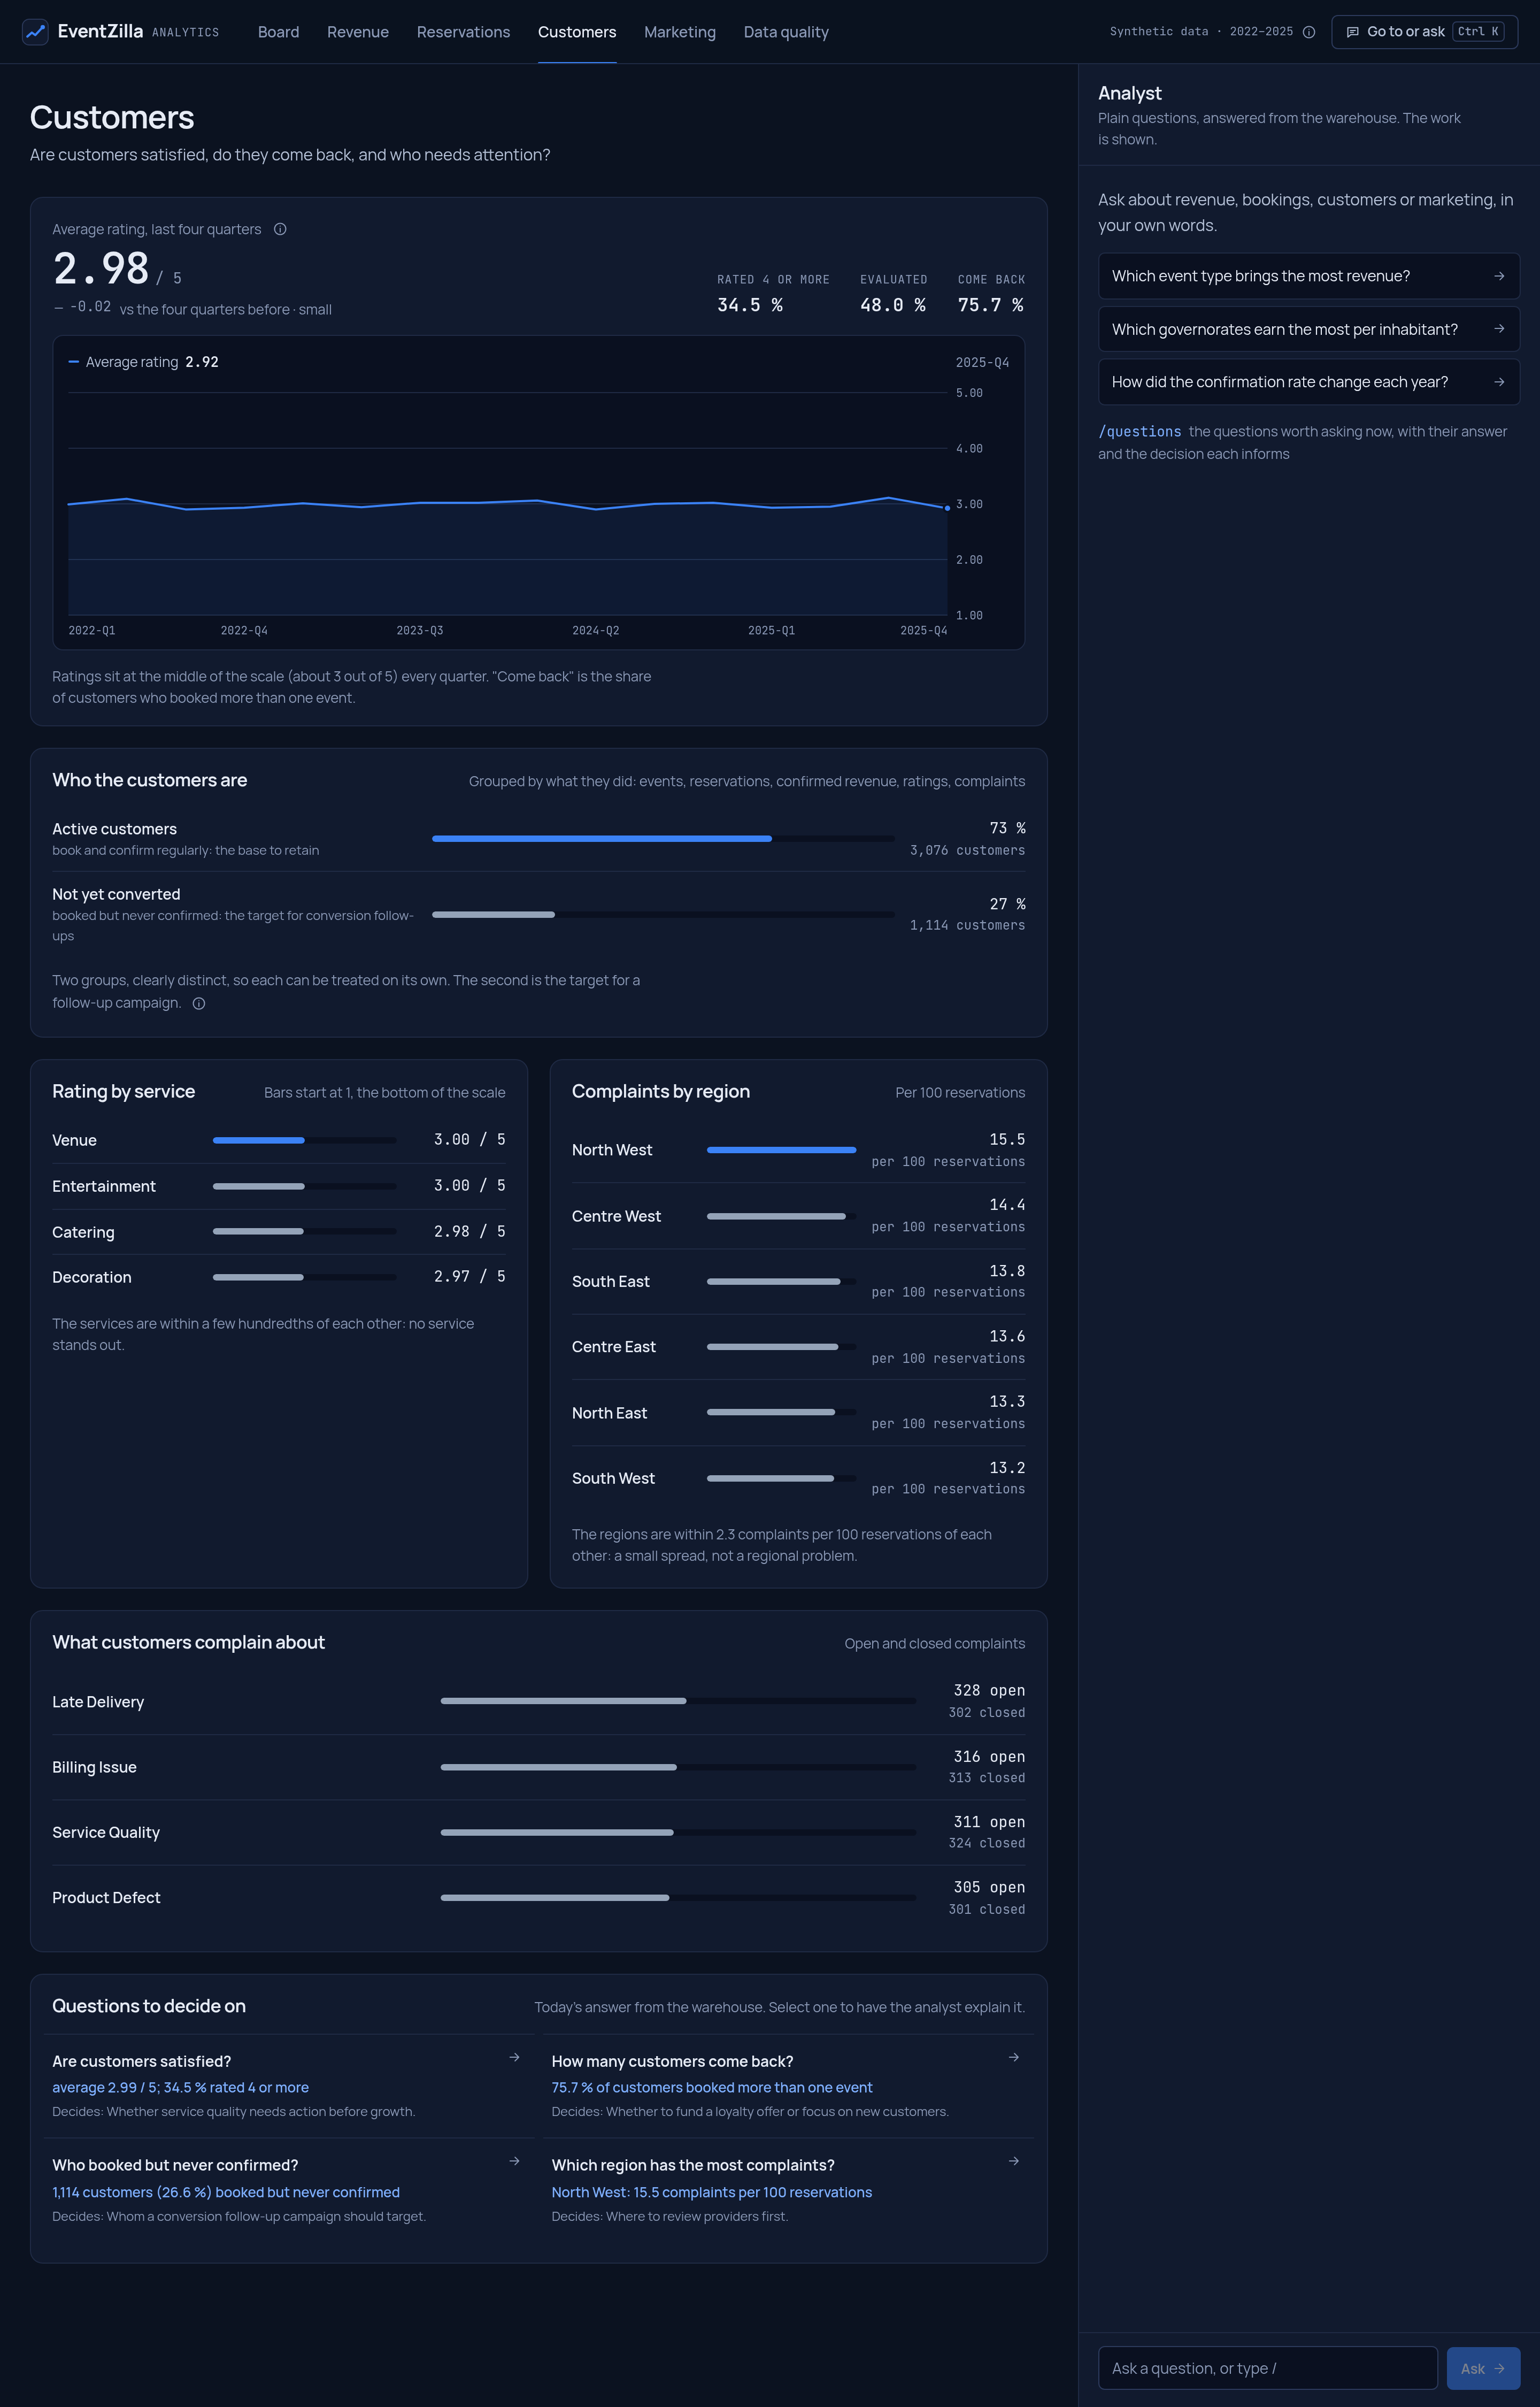 EventZilla ANALYTICS
Board
Revenue
Reservations
Customers
Marketing
Data quality
Synthetic data · 2022–2025
Go to or ask Ctrl K
Customers
Are customers satisfied, do they come back, and who needs attention?
Average rating, last four quarters
2.98 / 5
— -0.02 vs the four quarters before · small
RATED 4 OR MORE
34.5 %
EVALUATED
48.0 %
COME BACK
75.7 %
Average rating 2.92
2025-Q4
5.00
4.00
3.00
2.00
1.00
2022-Q1
2022-Q4
2023-Q3
2024-Q2
2025-Q1
2025-Q4
Ratings sit at the middle of the scale (about 3 out of 5) every quarter. "Come back" is the share
of customers who booked more than one event.
Who the customers are
Grouped by what they did: events, reservations, confirmed revenue, ratings, complaints
Active customers
book and confirm regularly: the base to retain
73 %
3,076 customers
Not yet converted
booked but never confirmed: the target for conversion follow-
ups
27 %
1,114 customers
Two groups, clearly distinct, so each can be treated on its own. The second is the target for a
follow-up campaign.
Rating by service
Bars start at 1, the bottom of the scale
Venue
3.00 / 5
Entertainment
3.00 / 5
Catering
2.98 / 5
Decoration
2.97 / 5
The services are within a few hundredths of each other: no service
stands out.
Complaints by region
Per 100 reservations
North West
15.5
per 100 reservations
Centre West
14.4
per 100 reservations
South East
13.8
per 100 reservations
Centre East
13.6
per 100 reservations
North East
13.3
per 100 reservations
South West
13.2
per 100 reservations
The regions are within 2.3 complaints per 100 reservations of each
other: a small spread, not a regional problem.
What customers complain about
Open and closed complaints
Late Delivery
328 open
302 closed
Billing Issue
316 open
313 closed
Service Quality
311 open
324 closed
Product Defect
305 open
301 closed
Questions to decide on
Today's answer from the warehouse. Select one to have the analyst explain it.
Are customers satisfied?
average 2.99 / 5; 34.5 % rated 4 or more
Decides: Whether service quality needs action before growth.
How many customers come back?
75.7 % of customers booked more than one event
Decides: Whether to fund a loyalty offer or focus on new customers.
Who booked but never confirmed?
1,114 customers (26.6 %) booked but never confirmed
Decides: Whom a conversion follow-up campaign should target.
Which region has the most complaints?
North West: 15.5 complaints per 100 reservations
Decides: Where to review providers first.
Analyst
Plain questions, answered from the warehouse. The work
is shown.
Ask about revenue, bookings, customers or marketing, in
your own words.
Which event type brings the most revenue?
Which governorates earn the most per inhabitant?
How did the confirmation rate change each year?
/questions the questions worth asking now, with their answer
and the decision each informs
Ask a question, or type /
Ask